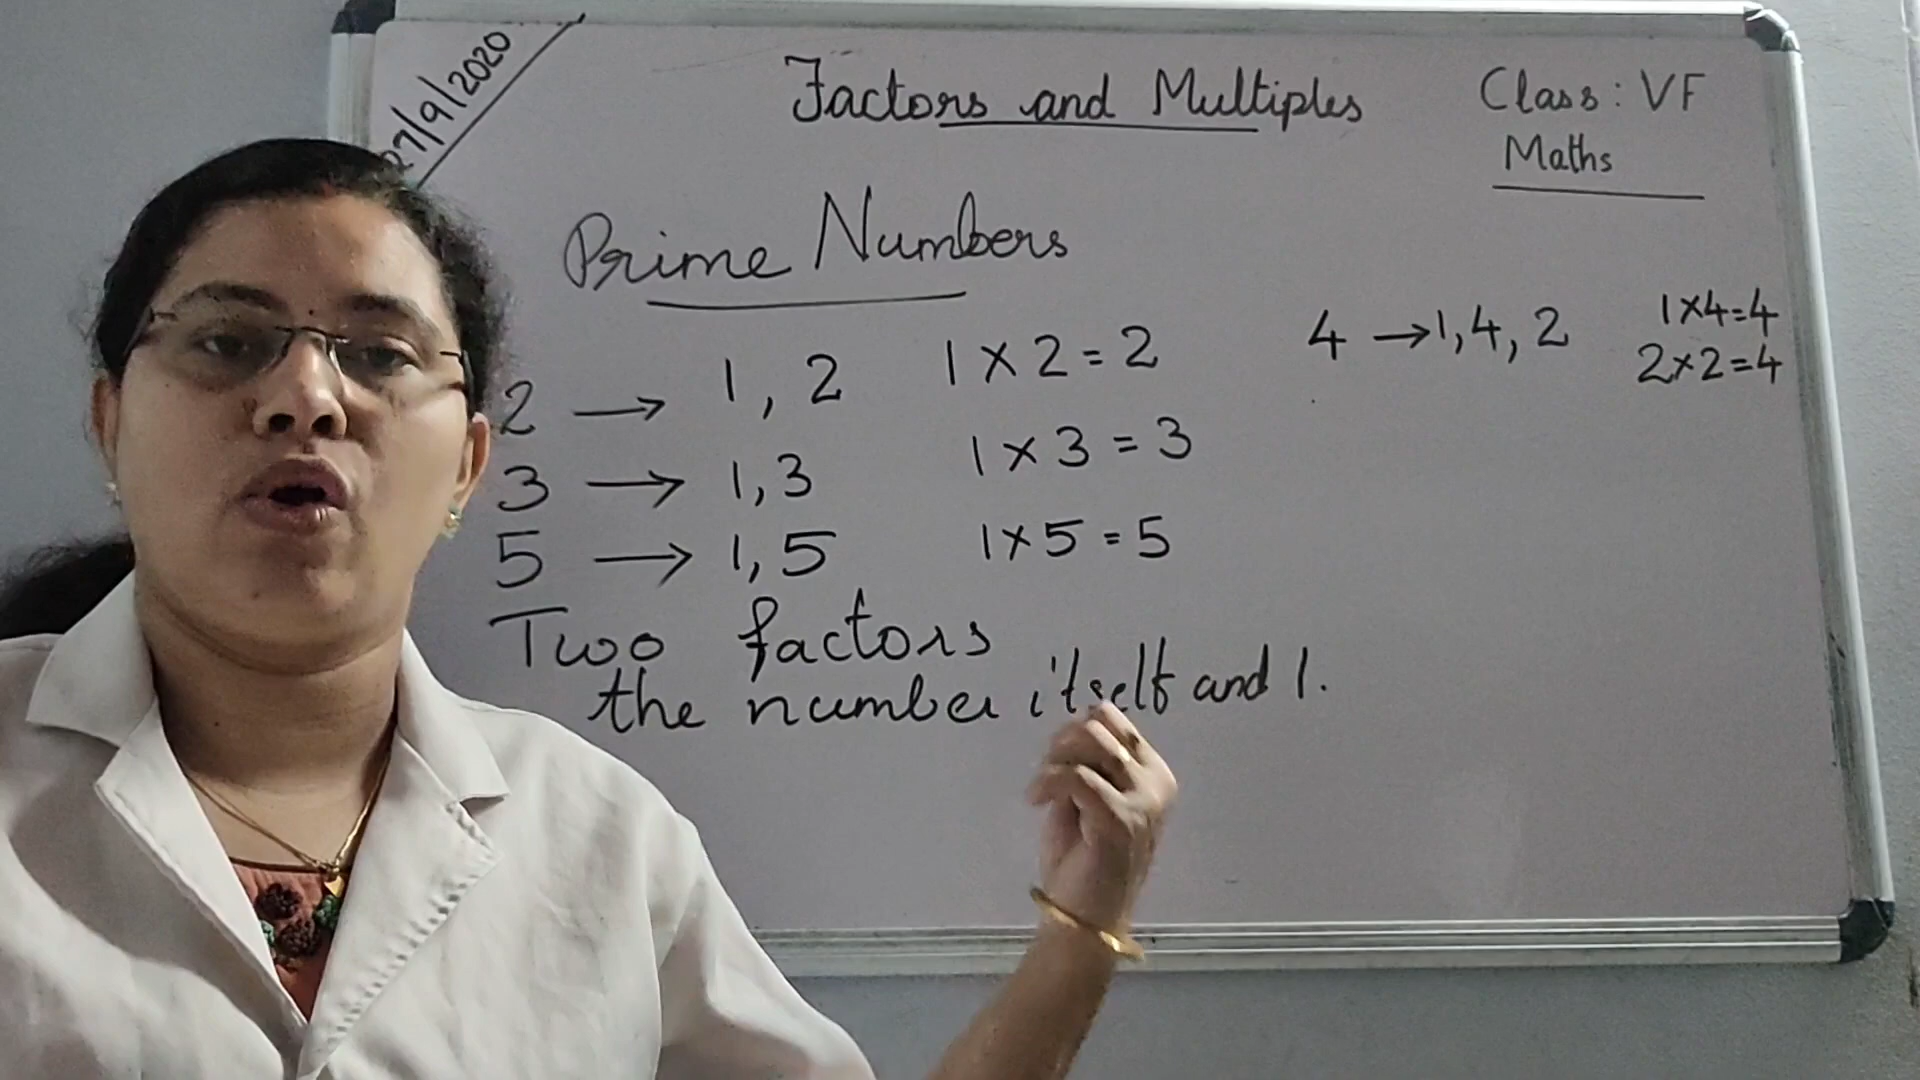 27/9/2020
Factors and Multiples
Class: VF
Maths
Prime Numbers
2 → 1, 2 1 × 2 = 2
3 → 1, 3 1 × 3 = 3
5 → 1, 5 1 × 5 = 5
Two factors
the number itself and 1.
4 → 1, 4, 2
1×4=4
2×2=4